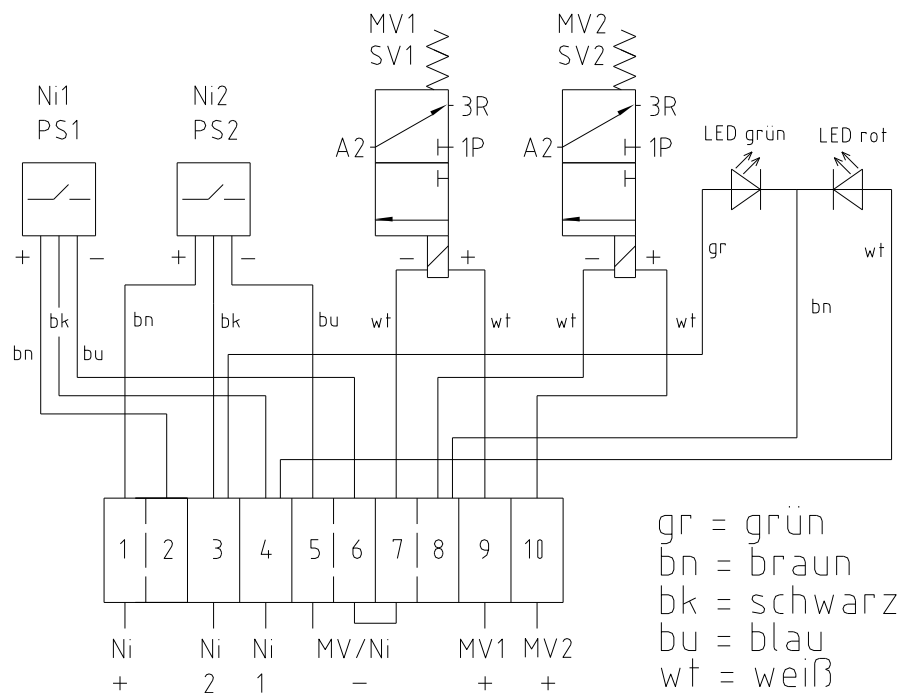 MV1
SV1
MV2
SV2
Ni1
PS1
Ni2
PS2
3R
A2
1P
3R
A2
1P
LED grün
LED rot
+
–
+
–
–
+
–
+
gr
wt
bn
bk
bu
bn
bk
bu
wt
wt
wt
wt
bn
1
2
3
4
5
6
7
8
9
10
Ni
+
Ni
2
Ni
1
MV/Ni
–
MV1
+
MV2
+
gr = grün
bn = braun
bk = schwarz
bu = blau
wt = weiß